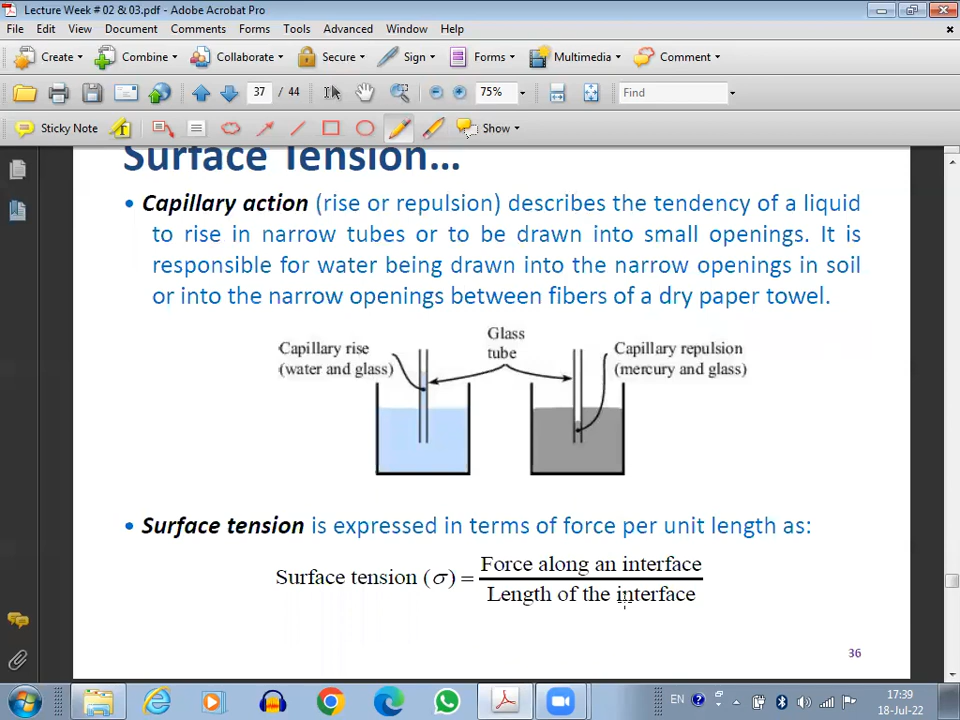 Lecture Week # 02 & 03.pdf - Adobe Acrobat Pro
File Edit View Document Comments Forms Tools Advanced Window Help
Create Combine Collaborate Secure Sign Forms Multimedia Comment
37 / 44 75% Find
Sticky Note Show
Surface Tension...
• Capillary action (rise or repulsion) describes the tendency of a liquid
to rise in narrow tubes or to be drawn into small openings. It is
responsible for water being drawn into the narrow openings in soil
or into the narrow openings between fibers of a dry paper towel.
Capillary rise
(water and glass)
Glass
tube
Capillary repulsion
(mercury and glass)
• Surface tension is expressed in terms of force per unit length as:
Surface tension (σ) =
Force along an interface
Length of the interface
36
EN
17:39
18-Jul-22